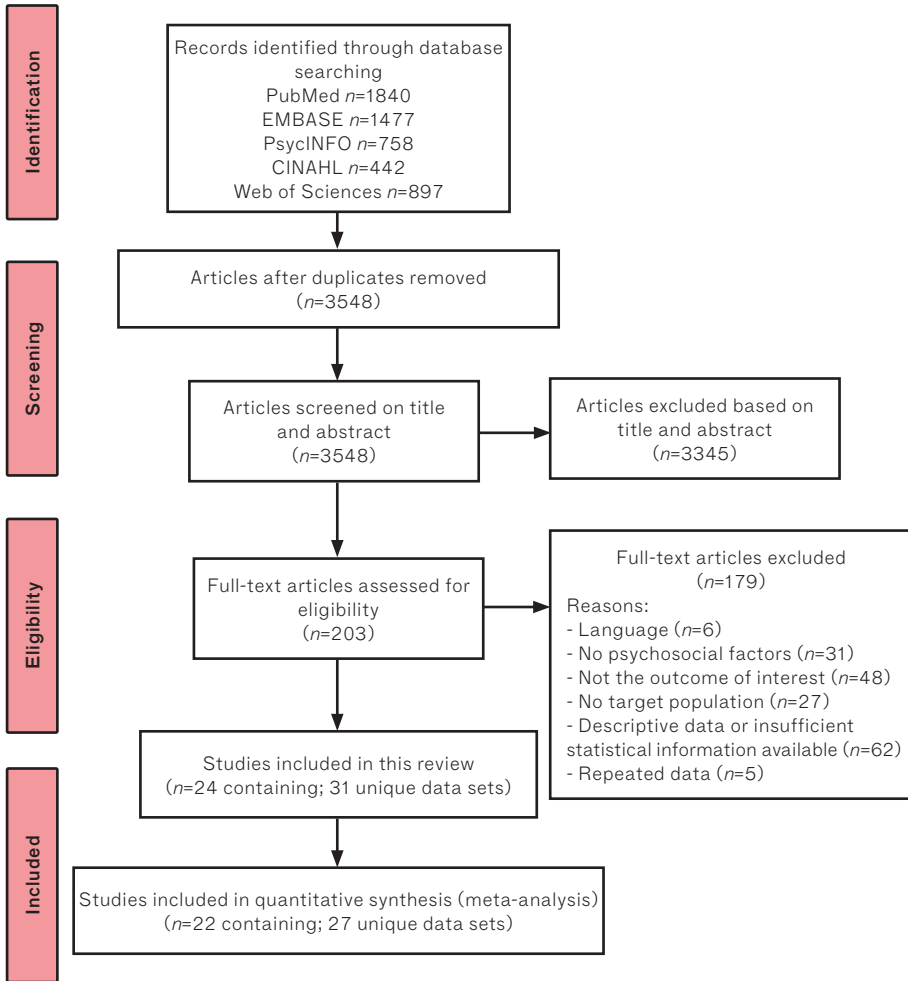 Identification
Records identified through database
searching
PubMed n=1840
EMBASE n=1477
PsycINFO n=758
CINAHL n=442
Web of Sciences n=897
Screening
Articles after duplicates removed
(n=3548)
Articles screened on title
and abstract
(n=3548)
Articles excluded based on
title and abstract
(n=3345)
Eligibility
Full-text articles assessed for
eligibility
(n=203)
Full-text articles excluded
(n=179)
Reasons:
- Language (n=6)
- No psychosocial factors (n=31)
- Not the outcome of interest (n=48)
- No target population (n=27)
- Descriptive data or insufficient
statistical information available (n=62)
- Repeated data (n=5)
Included
Studies included in this review
(n=24 containing; 31 unique data sets)
Studies included in quantitative synthesis (meta-analysis)
(n=22 containing; 27 unique data sets)